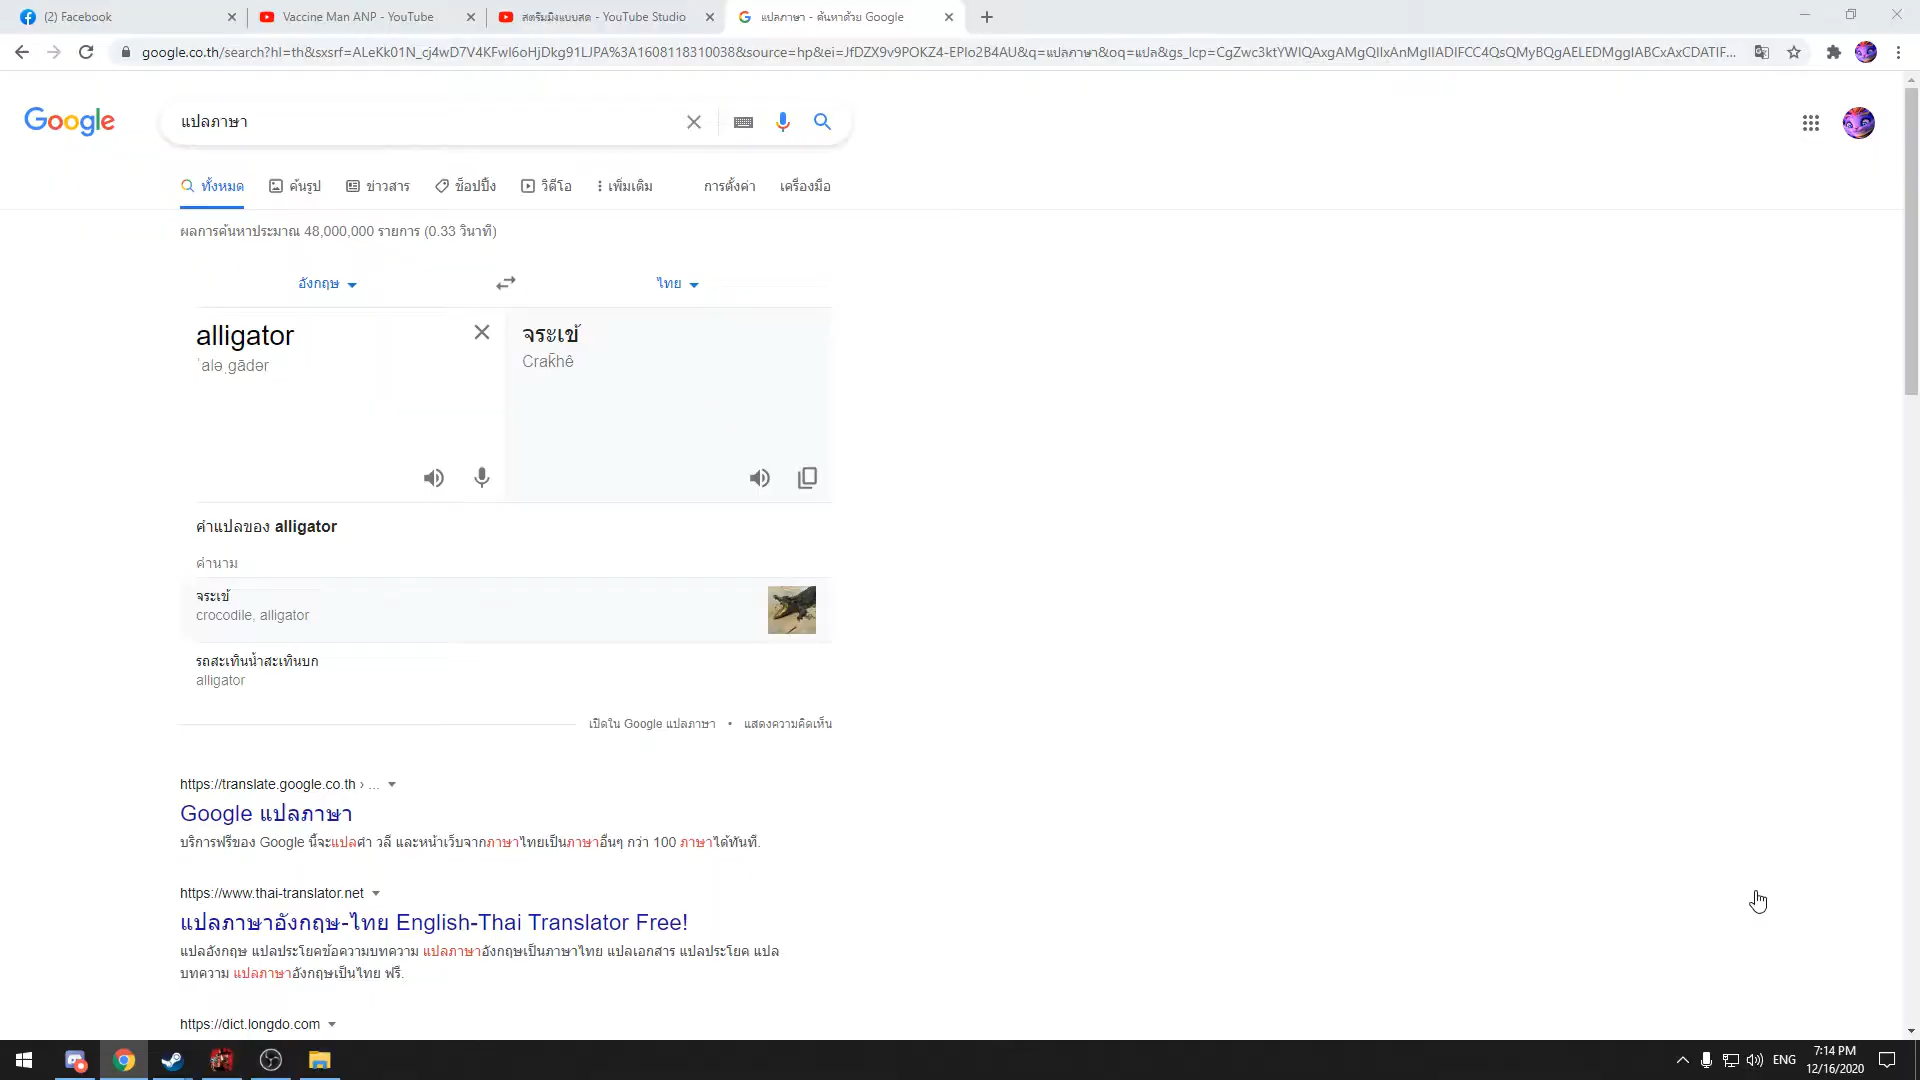 (2) Facebook
Vaccine Man ANP - YouTube
สตรีมมิงแบบสด - YouTube Studio
แปลภาษา - ค้นหาด้วย Google
google.co.th/search?hl=th&sxsrf=ALeKk01N_cj4wD7V4KFwI6oHjDkg91LJPA%3A1608118310038&source=hp&ei=JfDZX9v9POKZ4-EPlo2B4AU&q=แปลภาษา&oq=แปล&gs_lcp=CgZwc3ktYWIQAxgAMgQIIxAnMgIIADIFCC4QsQMyBQgAELEDMggIABCxAxCDATIF...
Google
แปลภาษา
ทั้งหมด
ค้นรูป
ข่าวสาร
ช็อปปิ้ง
วิดีโอ
เพิ่มเติม
การตั้งค่า
เครื่องมือ
ผลการค้นหาประมาณ 48,000,000 รายการ (0.33 วินาที)
อังกฤษ
ไทย
alligator
ˈaləˌɡādər
จระเข้
Crak̄hê
คำแปลของ alligator
คำนาม
จระเข้
crocodile, alligator
รถสะเทินน้ำสะเทินบก
alligator
เปิดใน Google แปลภาษา • แสดงความคิดเห็น
https://translate.google.co.th › ...
Google แปลภาษา
บริการฟรีของ Google นี้จะแปลคำ วลี และหน้าเว็บจากภาษาไทยเป็นภาษาอื่นๆ กว่า 100 ภาษาได้ทันที.
https://www.thai-translator.net
แปลภาษาอังกฤษ-ไทย English-Thai Translator Free!
แปลอังกฤษ แปลประโยคข้อความบทความ แปลภาษาอังกฤษเป็นภาษาไทย แปลเอกสาร แปลประโยค แปล
บทความ แปลภาษาอังกฤษเป็นไทย ฟรี.
https://dict.longdo.com
ENG
7:14 PM
12/16/2020